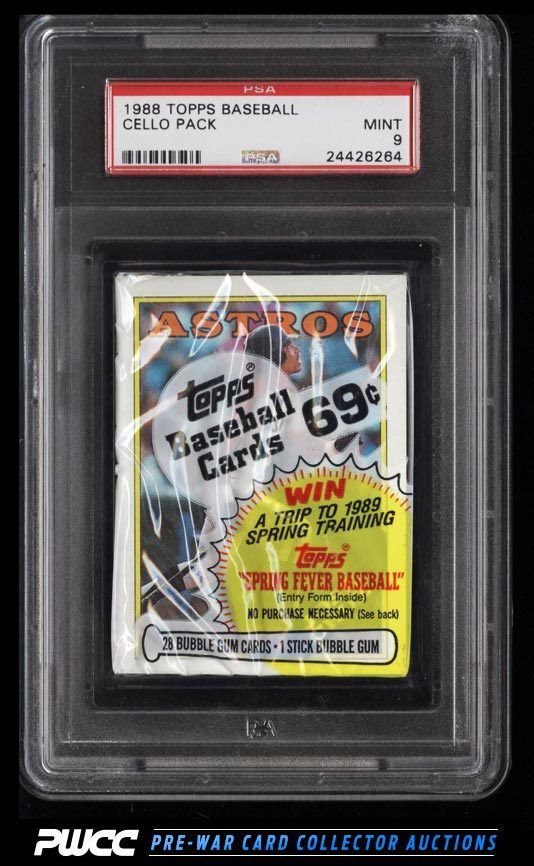 PSA
1988 TOPPS BASEBALL
CELLO PACK MINT
9
PSA 24426264
ASTROS
Topps®
Baseball 69¢
Cards
WIN
A TRIP TO 1989
SPRING TRAINING
Topps®
"SPRING FEVER BASEBALL"
(Entry Form Inside)
NO PURCHASE NECESSARY (See back)
28 BUBBLE GUM CARDS · 1 STICK BUBBLE GUM
PSA
PWCC PRE-WAR CARD COLLECTOR AUCTIONS